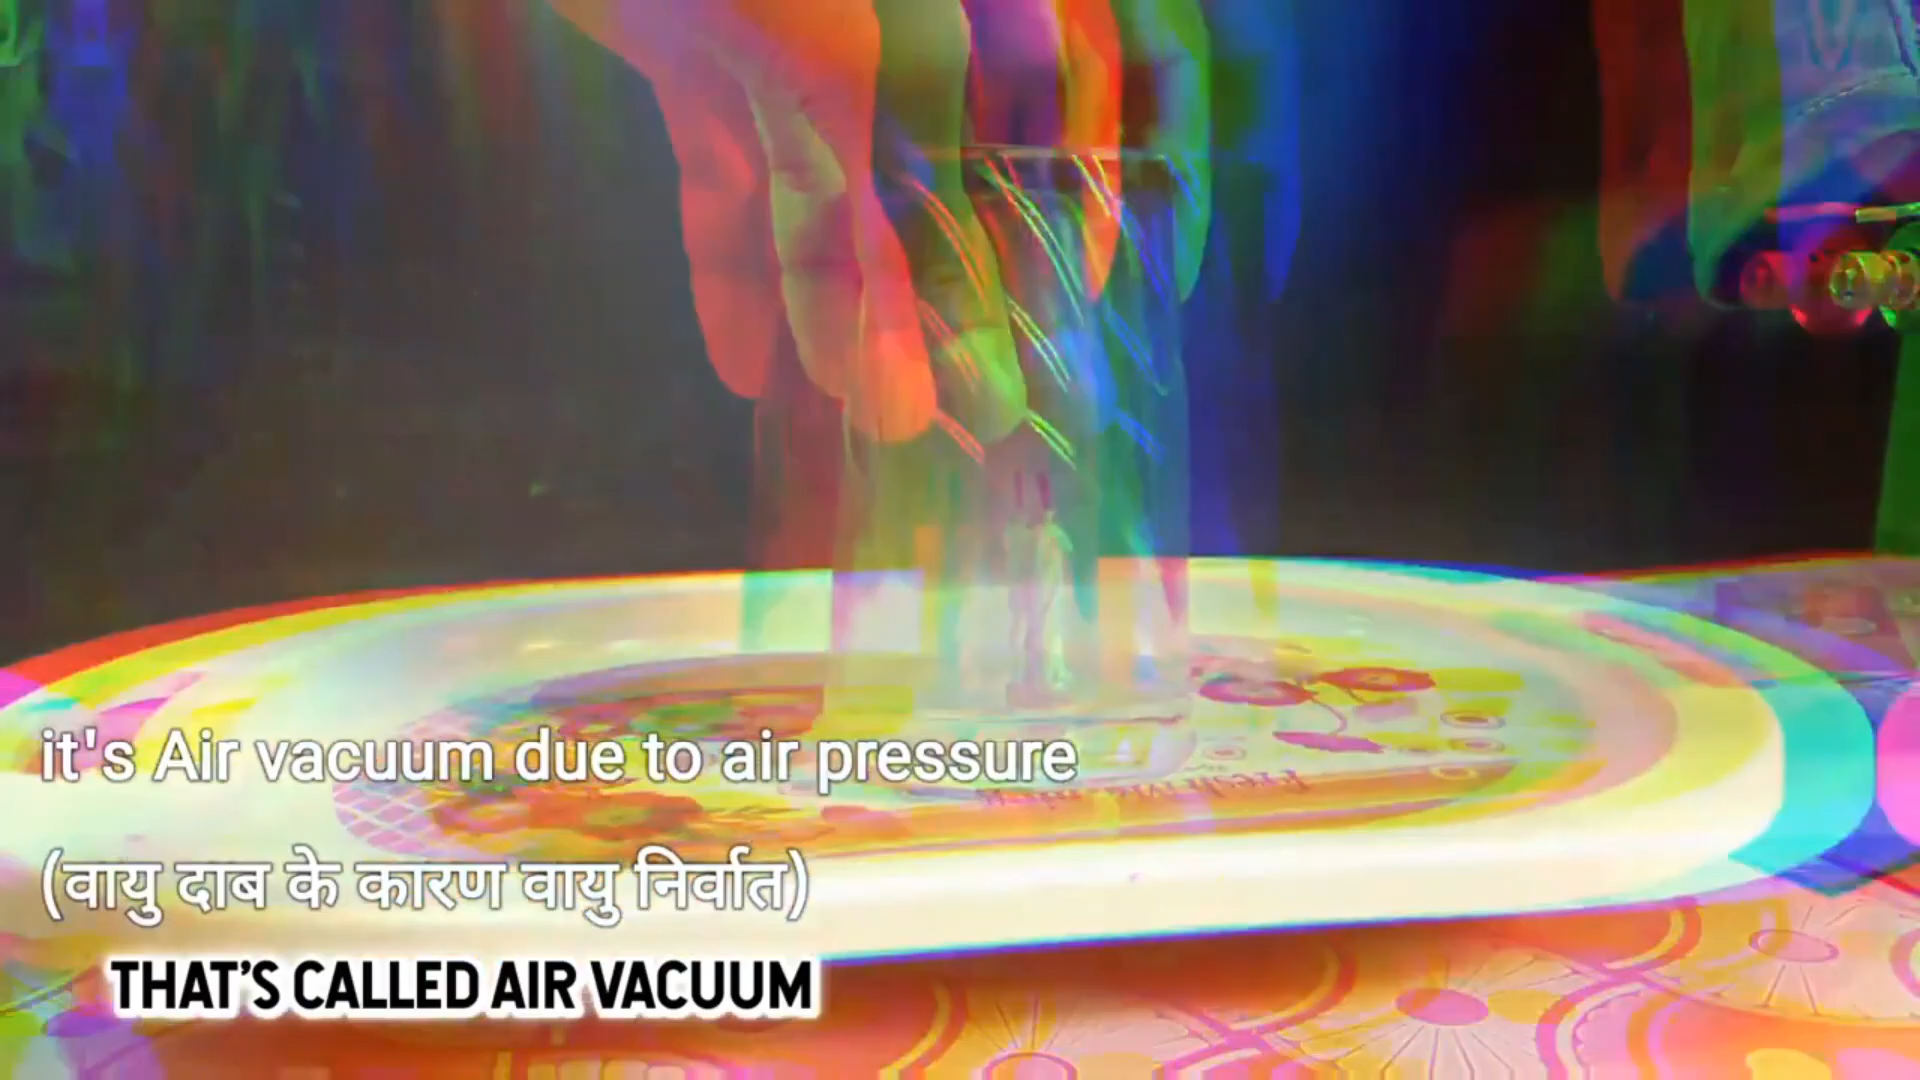 it's Air vacuum due to air pressure
(वायु दाब के कारण वायु निर्वात)
THAT'S CALLED AIR VACUUM